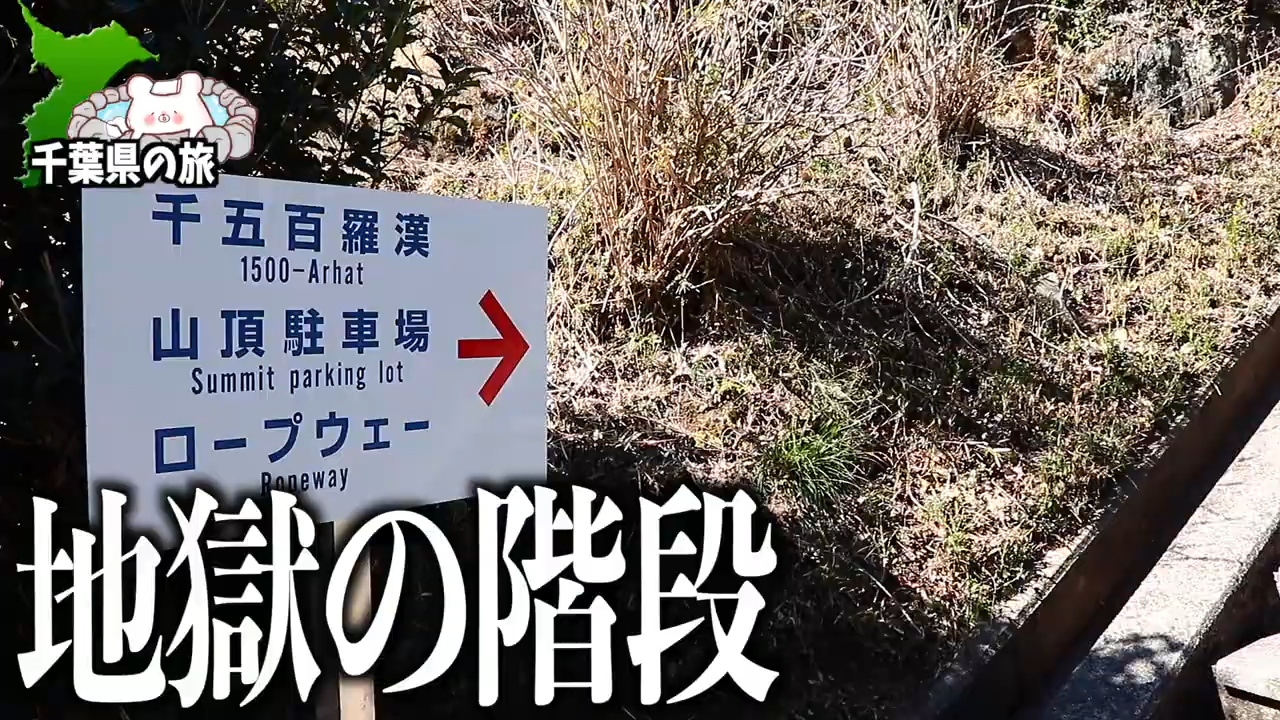 千葉県の旅
千五百羅漢
1500-Arhat
山頂駐車場
Summit parking lot
ロープウェー
Ropeway
地獄の階段